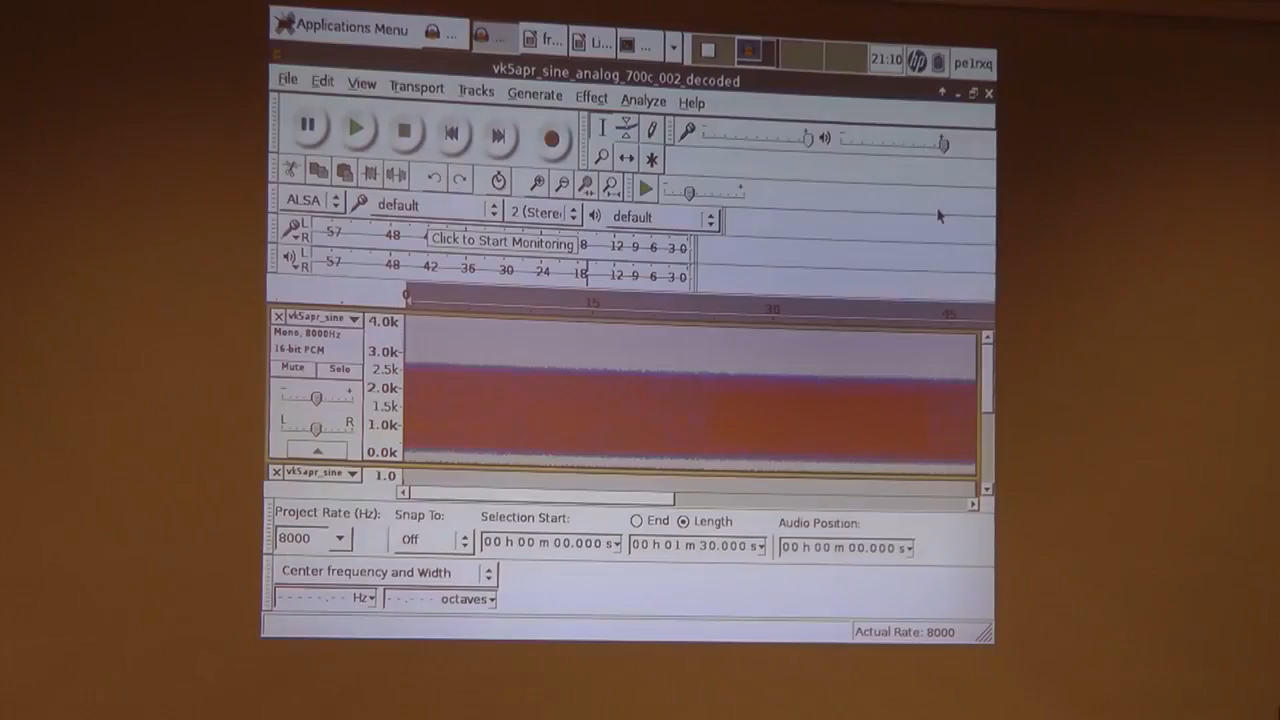 Applications Menu ... ... fr... Li... ... 21:10 hp pe1rxq
vk5apr_sine_analog_700c_002_decoded
File Edit View Transport Tracks Generate Effect Analyze Help
ALSA default 2 (Stere default
L R 57 48 Click to Start Monitoring 8 12 9 6 3 0
L R 57 48 42 36 30 24 18 12 9 6 3 0
0 15 30 45
vk5apr_sine
Mono, 8000Hz
16-bit PCM
Mute Solo
L R
4.0k
3.0k
2.5k
2.0k
1.5k
1.0k
0.0k
vk5apr_sine 1.0
Project Rate (Hz): Snap To: Selection Start: End Length Audio Position:
8000 Off 00 h 00 m 00.000 s 00 h 01 m 30.000 s 00 h 00 m 00.000 s
Center frequency and Width
Hz octaves
Actual Rate: 8000